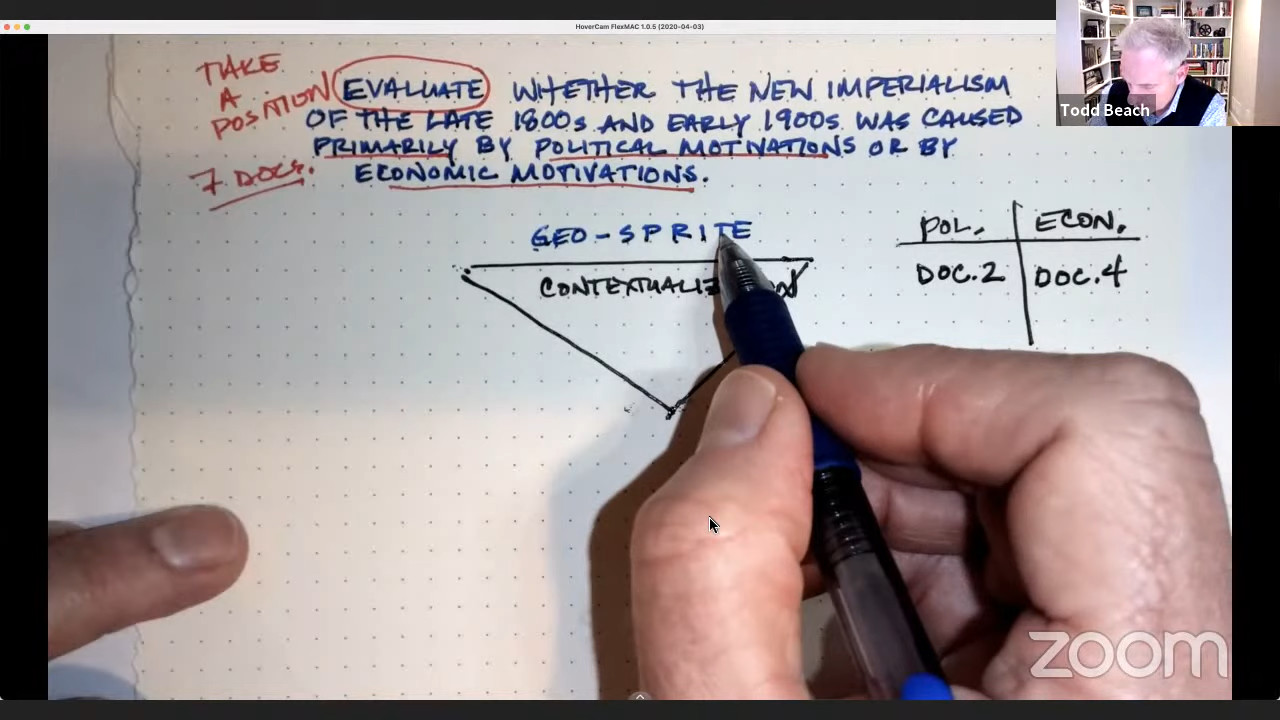 HoverCam FlexMAC 1.0.5 (2020-04-03)
Todd Beach
TAKE
A
POSITION
EVALUATE WHETHER THE NEW IMPERIALISM
OF THE LATE 1800s AND EARLY 1900s WAS CAUSED
PRIMARILY BY POLITICAL MOTIVATIONS OR BY
ECONOMIC MOTIVATIONS.
7 DOCS.
GEO-SPRITE
POL. ECON.
DOC.2 DOC.4
zoom